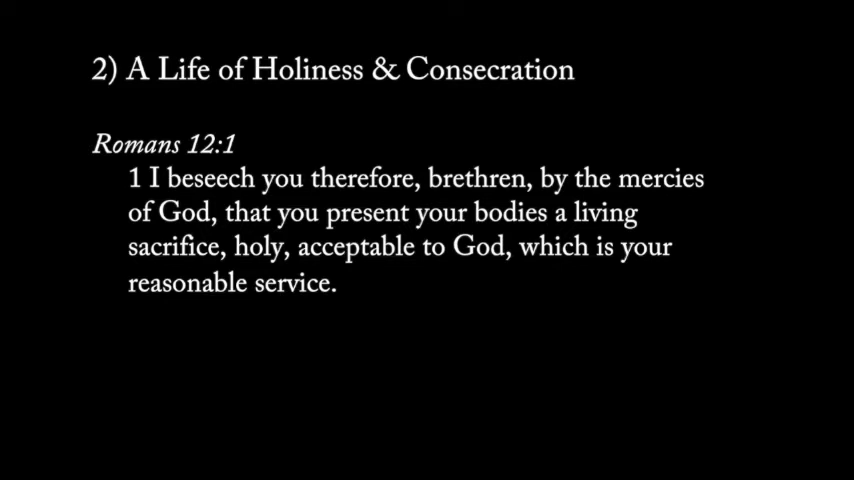 2) A Life of Holiness & Consecration
Romans 12:1
1 I beseech you therefore, brethren, by the mercies
of God, that you present your bodies a living
sacrifice, holy, acceptable to God, which is your
reasonable service.